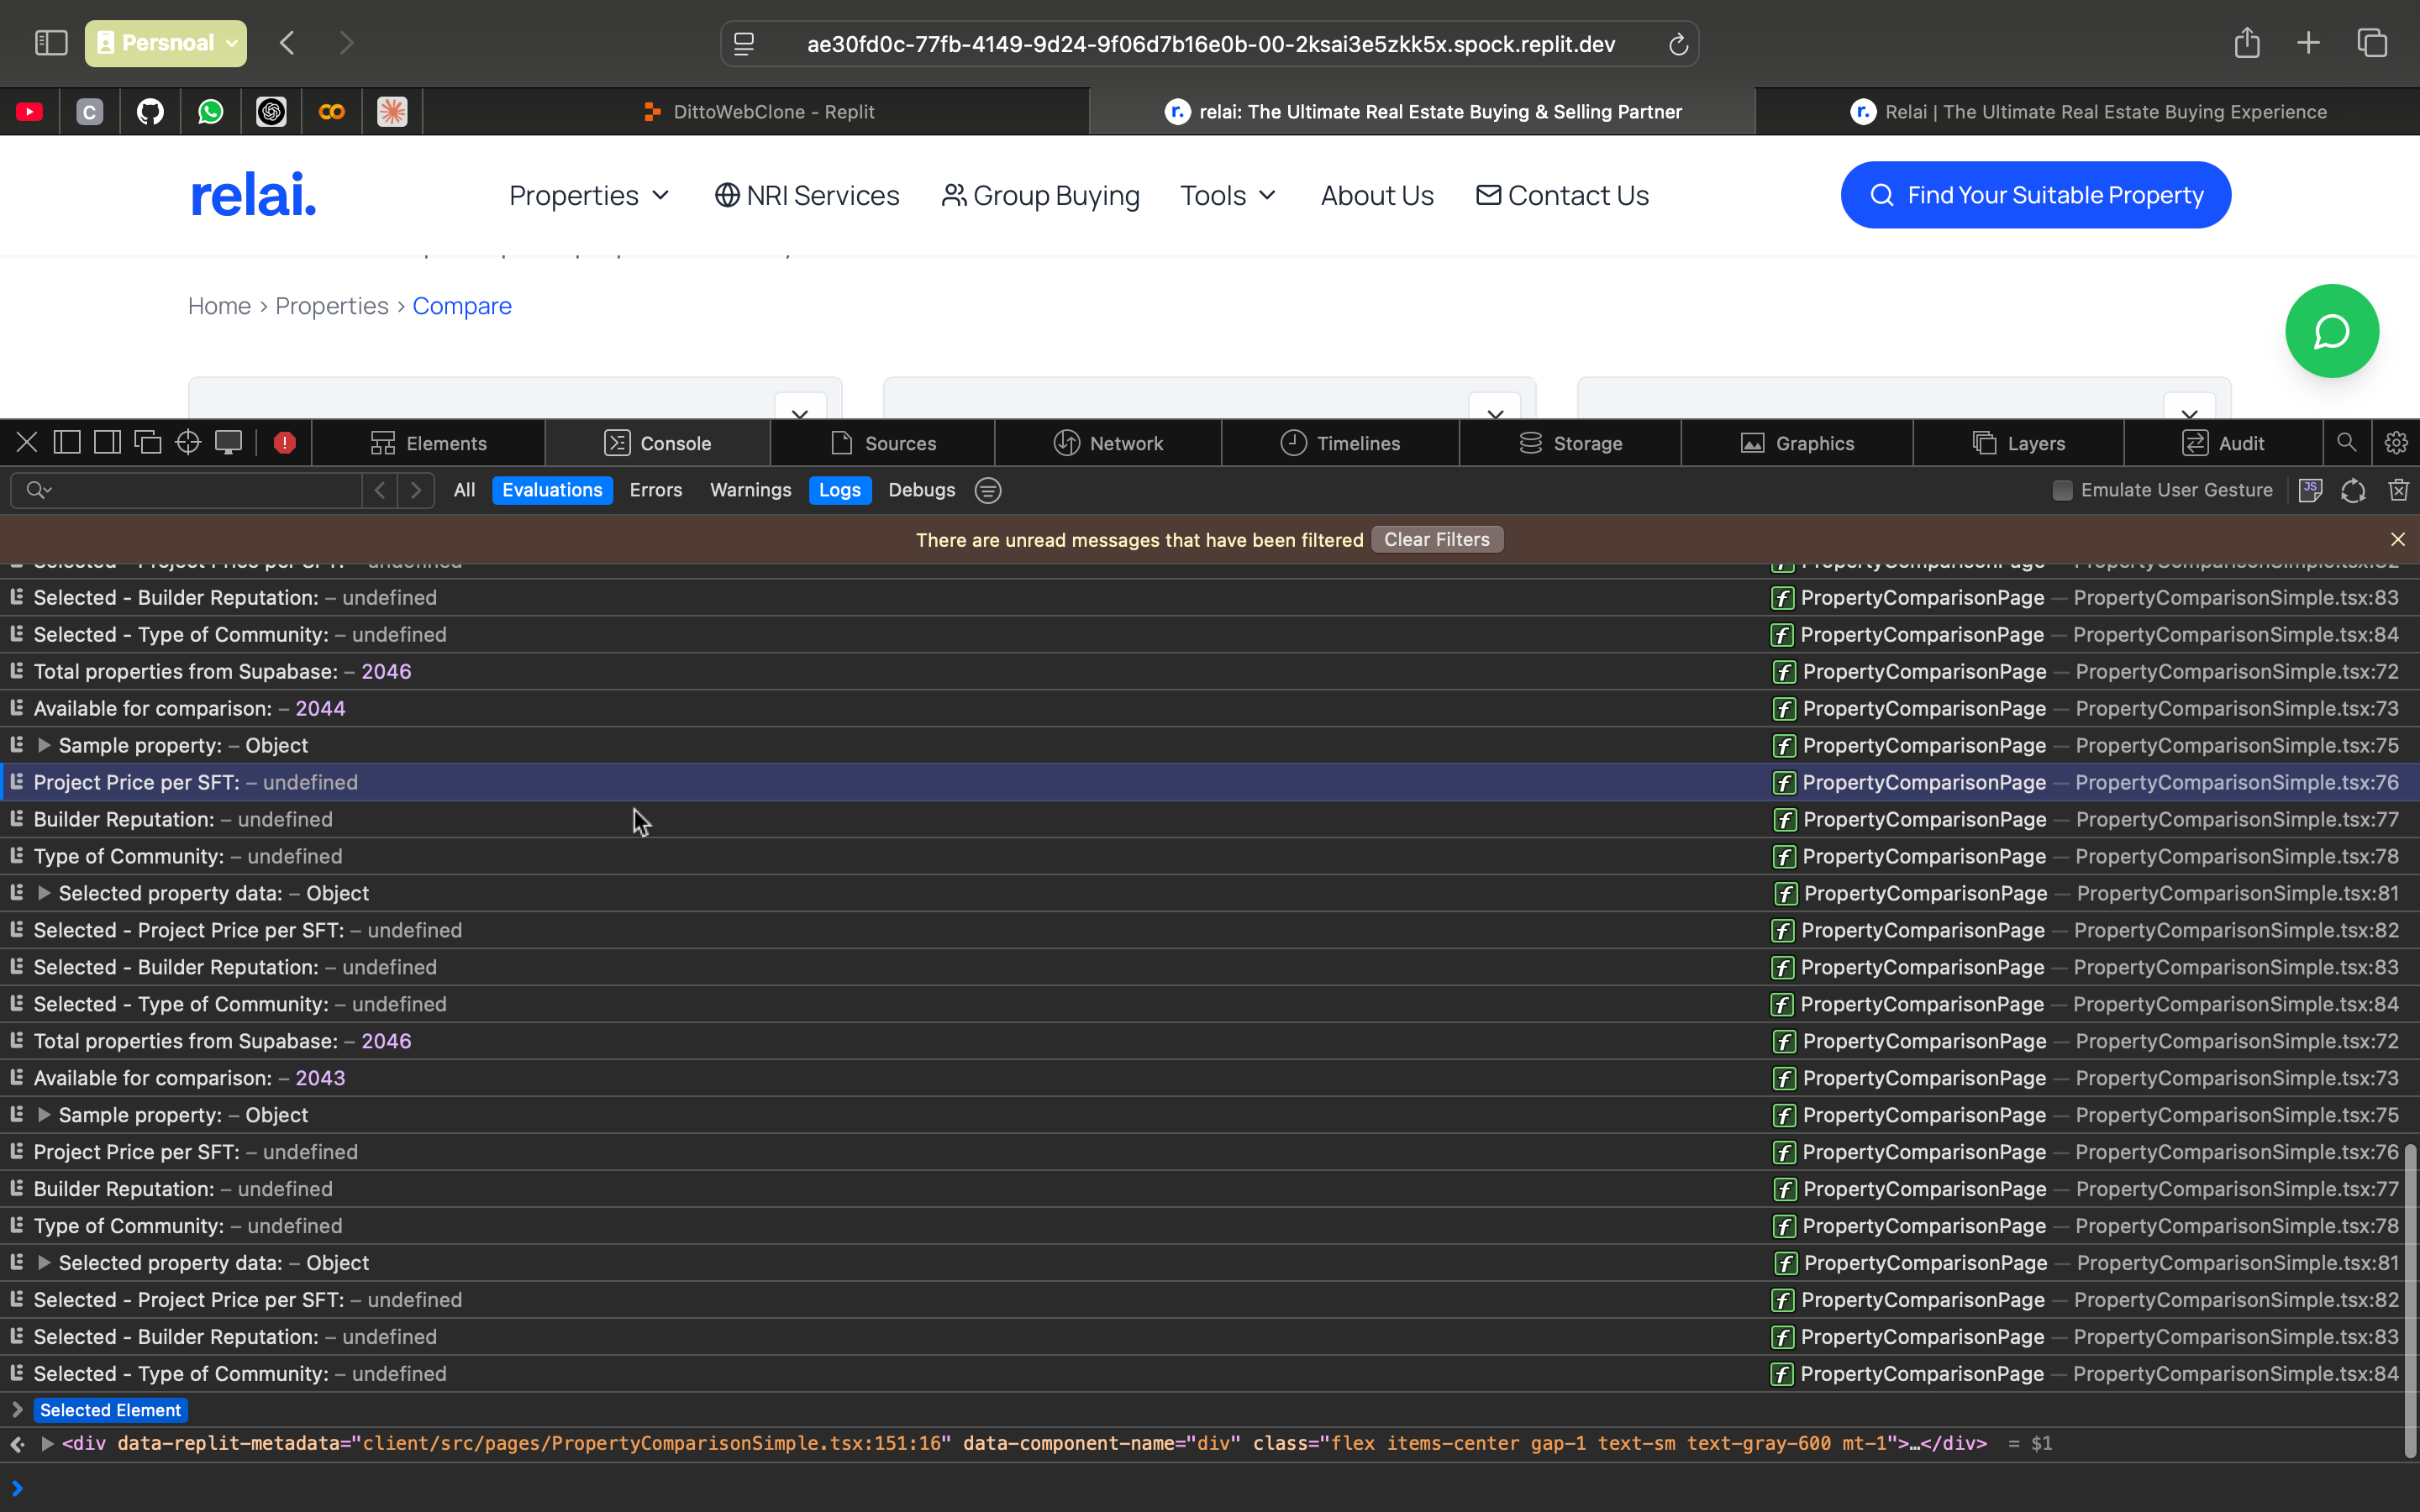 Persnoal
ae30fd0c-77fb-4149-9d24-9f06d7b16e0b-00-2ksai3e5zkk5x.spock.replit.dev
C
DittoWebClone - Replit
r. relai: The Ultimate Real Estate Buying & Selling Partner
r. Relai | The Ultimate Real Estate Buying Experience
relai. Properties NRI Services Group Buying Tools About Us Contact Us Find Your Suitable Property
Home > Properties > Compare
Elements Console Sources Network Timelines Storage Graphics Layers Audit
All Evaluations Errors Warnings Logs Debugs Emulate User Gesture JS
There are unread messages that have been filtered Clear Filters
Selected - Project Price per SFT: – undefined PropertyComparisonPage — PropertyComparisonSimple.tsx:82
Selected - Builder Reputation: – undefined PropertyComparisonPage — PropertyComparisonSimple.tsx:83
Selected - Type of Community: – undefined PropertyComparisonPage — PropertyComparisonSimple.tsx:84
Total properties from Supabase: – 2046 PropertyComparisonPage — PropertyComparisonSimple.tsx:72
Available for comparison: – 2044 PropertyComparisonPage — PropertyComparisonSimple.tsx:73
Sample property: – Object PropertyComparisonPage — PropertyComparisonSimple.tsx:75
Project Price per SFT: – undefined PropertyComparisonPage — PropertyComparisonSimple.tsx:76
Builder Reputation: – undefined PropertyComparisonPage — PropertyComparisonSimple.tsx:77
Type of Community: – undefined PropertyComparisonPage — PropertyComparisonSimple.tsx:78
Selected property data: – Object PropertyComparisonPage — PropertyComparisonSimple.tsx:81
Selected - Project Price per SFT: – undefined PropertyComparisonPage — PropertyComparisonSimple.tsx:82
Selected - Builder Reputation: – undefined PropertyComparisonPage — PropertyComparisonSimple.tsx:83
Selected - Type of Community: – undefined PropertyComparisonPage — PropertyComparisonSimple.tsx:84
Total properties from Supabase: – 2046 PropertyComparisonPage — PropertyComparisonSimple.tsx:72
Available for comparison: – 2043 PropertyComparisonPage — PropertyComparisonSimple.tsx:73
Sample property: – Object PropertyComparisonPage — PropertyComparisonSimple.tsx:75
Project Price per SFT: – undefined PropertyComparisonPage — PropertyComparisonSimple.tsx:76
Builder Reputation: – undefined PropertyComparisonPage — PropertyComparisonSimple.tsx:77
Type of Community: – undefined PropertyComparisonPage — PropertyComparisonSimple.tsx:78
Selected property data: – Object PropertyComparisonPage — PropertyComparisonSimple.tsx:81
Selected - Project Price per SFT: – undefined PropertyComparisonPage — PropertyComparisonSimple.tsx:82
Selected - Builder Reputation: – undefined PropertyComparisonPage — PropertyComparisonSimple.tsx:83
Selected - Type of Community: – undefined PropertyComparisonPage — PropertyComparisonSimple.tsx:84
Selected Element
<div data-replit-metadata="client/src/pages/PropertyComparisonSimple.tsx:151:16" data-component-name="div" class="flex items-center gap-1 text-sm text-gray-600 mt-1">…</div> = $1